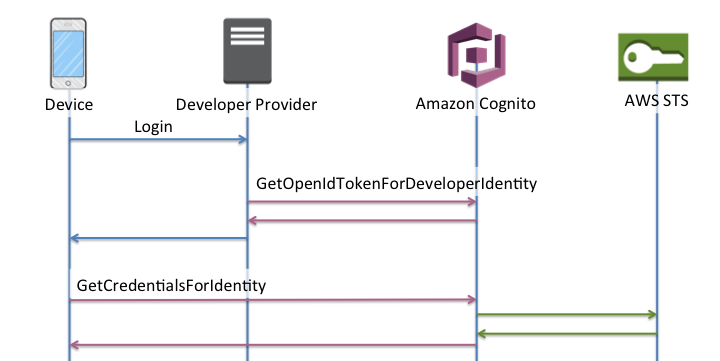 Device
Developer Provider
Amazon Cognito
AWS STS
Login
GetOpenIdTokenForDeveloperIdentity
GetCredentialsForIdentity